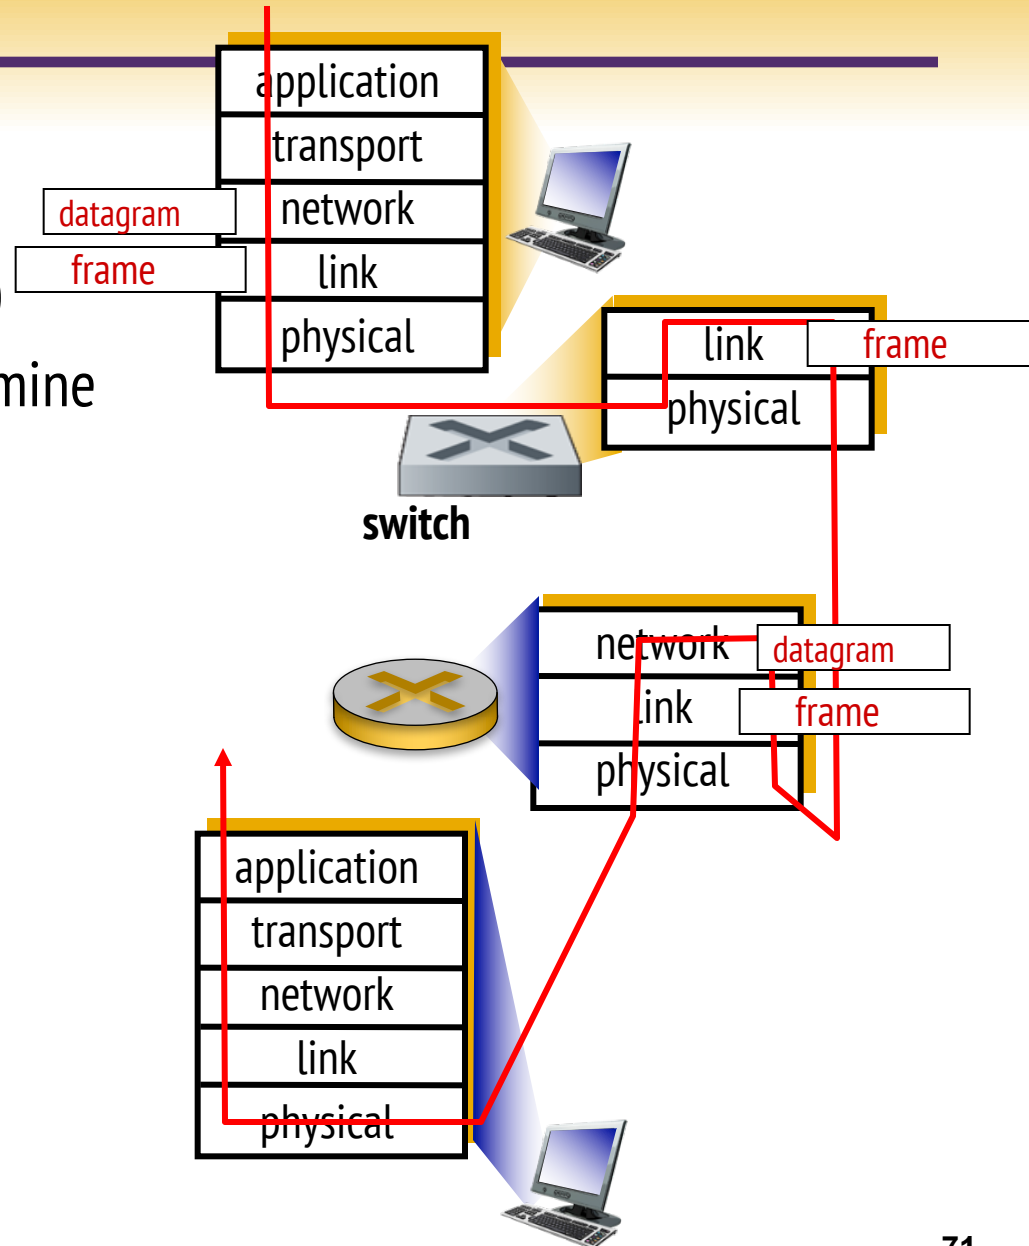 application
transport
datagram
network
frame
link
physical
mine
link
frame
physical
switch
network
datagram
link
frame
physical
application
transport
network
link
physical
71